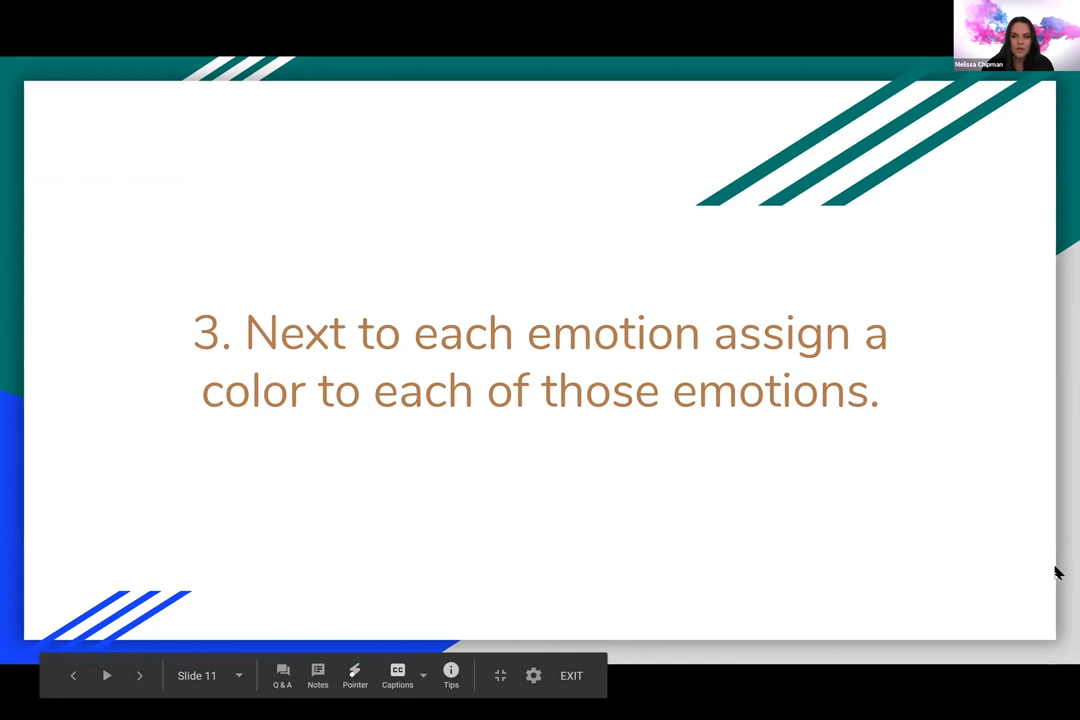 Melissa Chipman
3. Next to each emotion assign a
color to each of those emotions.
Slide 11
Q & A
Notes
Pointer
CC
Captions
Tips
EXIT